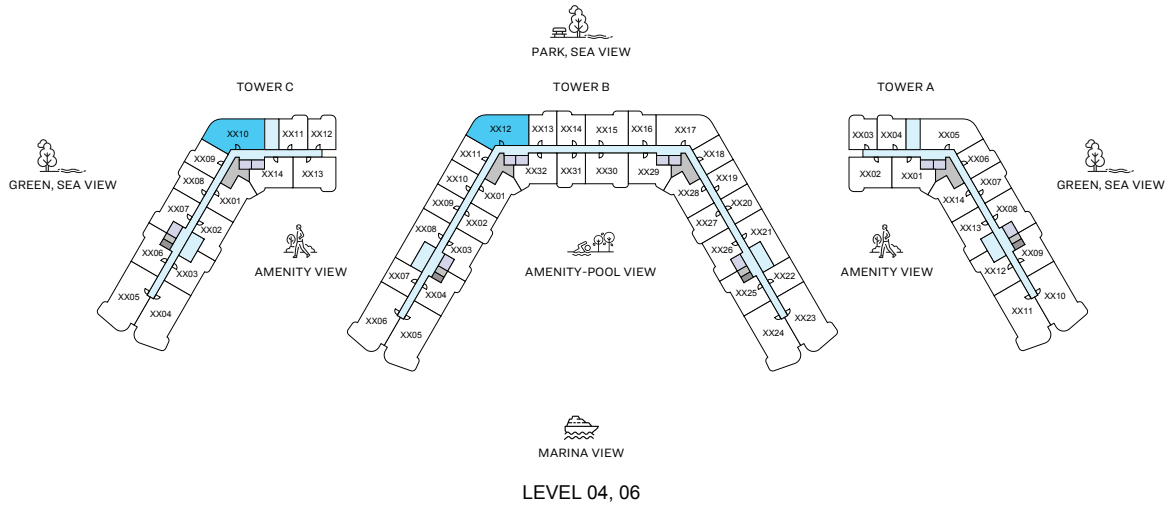 PARK, SEA VIEW
TOWER C
TOWER B
TOWER A
GREEN, SEA VIEW
XX10
XX11
XX12
XX09
XX08
XX07
XX06
XX05
XX04
XX03
XX02
XX01
XX14
XX13
AMENITY VIEW
XX12
XX13
XX14
XX15
XX16
XX17
XX11
XX10
XX09
XX08
XX07
XX06
XX05
XX04
XX03
XX02
XX01
XX32
XX31
XX30
XX29
XX28
XX18
XX19
XX20
XX27
XX26
XX21
XX22
XX25
XX23
XX24
AMENITY-POOL VIEW
XX03
XX04
XX05
XX02
XX01
XX06
XX07
XX14
XX08
XX13
XX09
XX12
XX10
XX11
AMENITY VIEW
GREEN, SEA VIEW
MARINA VIEW
LEVEL 04, 06